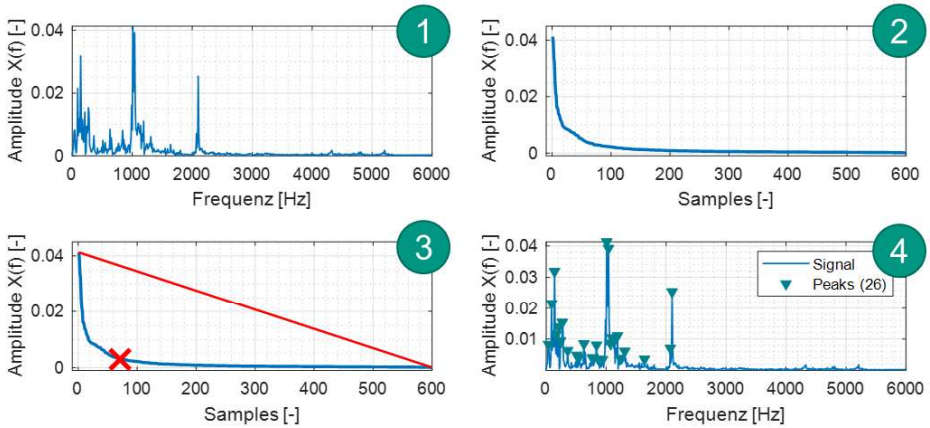 1
Amplitude X(f) [-]
0.04
0.02
0
0 1000 2000 3000 4000 5000 6000
Frequenz [Hz]
2
Amplitude X(f) [-]
0.04
0.02
0
0 100 200 300 400 500 600
Samples [-]
3
Amplitude X(f) [-]
0.04
0.02
0
0 100 200 300 400 500 600
Samples [-]
4
Amplitude X(f) [-]
0.04
0.03
0.02
0.01
0 1000 2000 3000 4000 5000 6000
Frequenz [Hz]
Signal
Peaks (26)